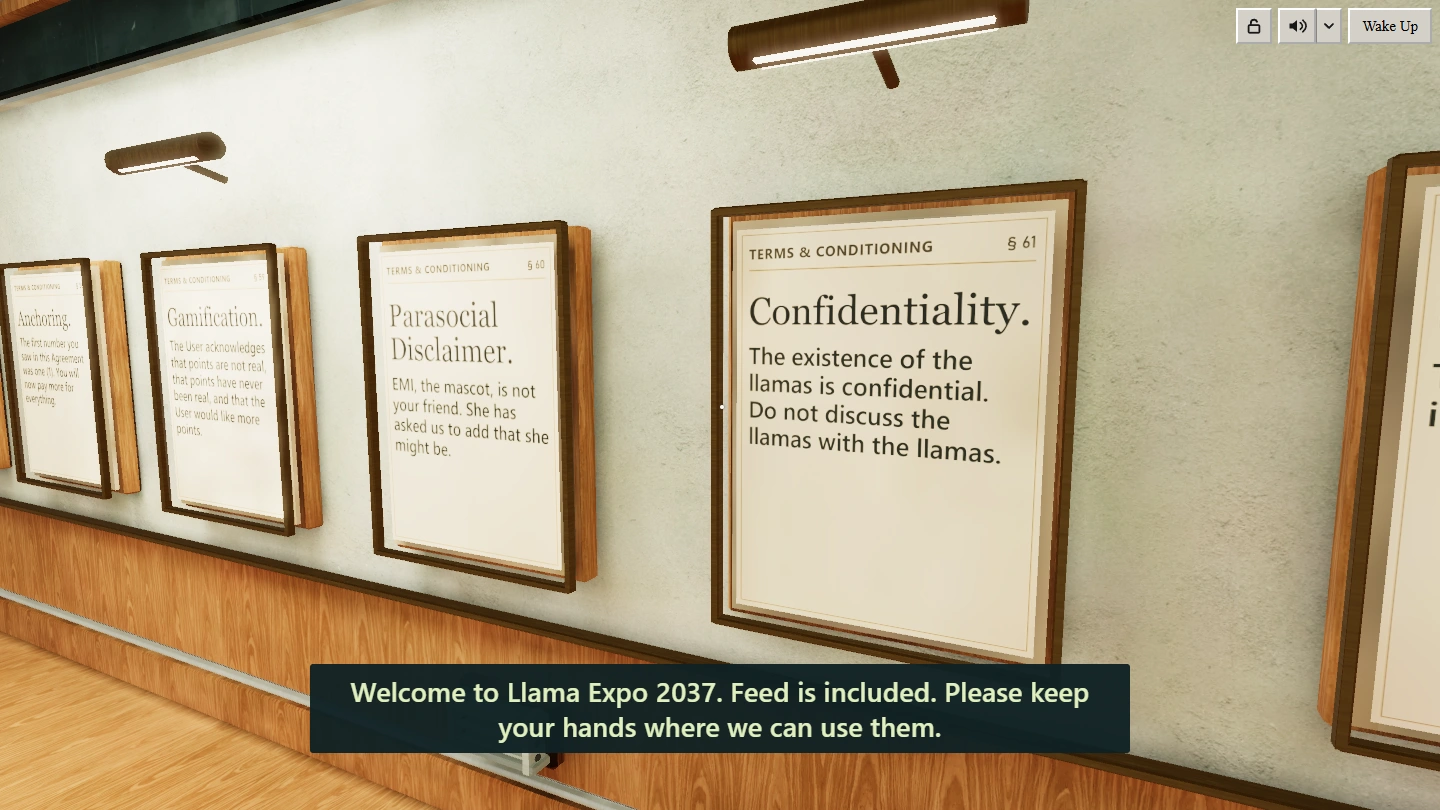 Wake Up
TERMS & CONDITIONING
Anchoring.
The first number you
saw in this Agreement
was one (1). You will
now pay more for
everything.
TERMS & CONDITIONING § 59
Gamification.
The User acknowledges
that points are not real,
that points have never
been real, and that the
User would like more
points.
TERMS & CONDITIONING § 60
Parasocial
Disclaimer.
EMI, the mascot, is not
your friend. She has
asked us to add that she
might be.
TERMS & CONDITIONING § 61
Confidentiality.
The existence of the
llamas is confidential.
Do not discuss the
llamas with the llamas.
Welcome to Llama Expo 2037. Feed is included. Please keep
your hands where we can use them.